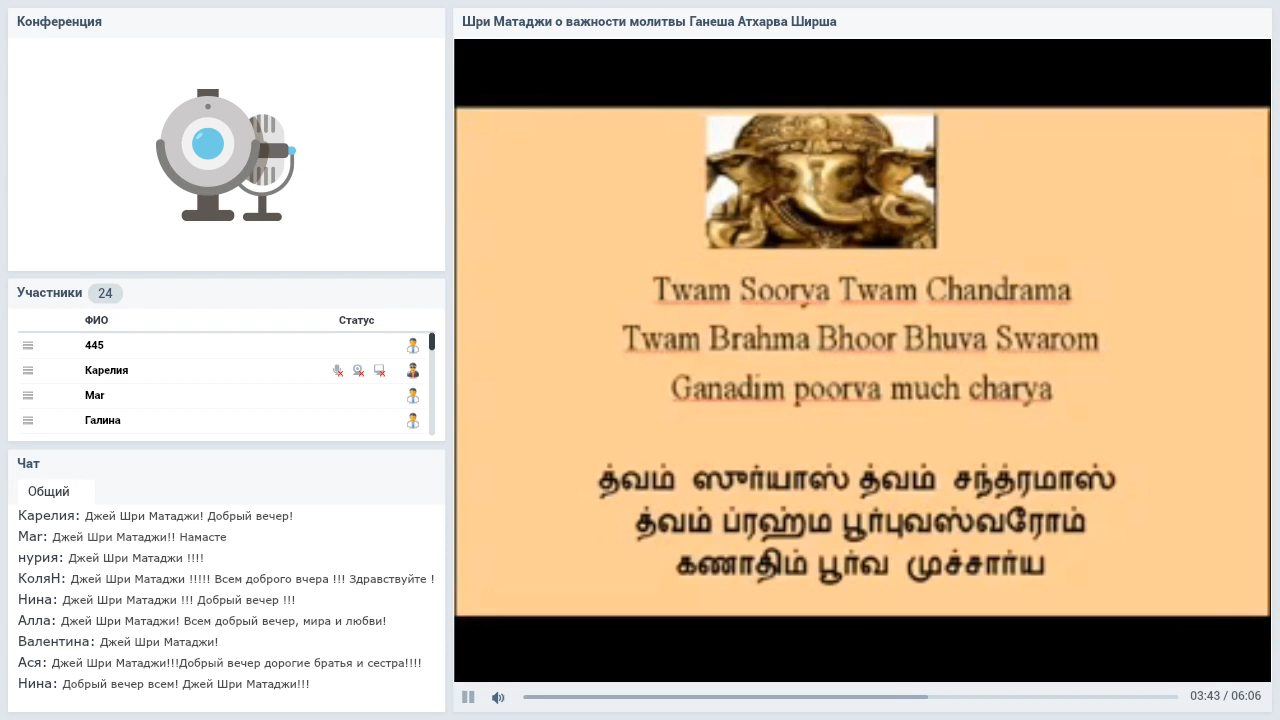 Конференция
Участники 24
ФИО Статус
445
Карелия
Mar
Галина
Чат
Общий
Карелия: Джей Шри Матаджи! Добрый вечер!
Mar: Джей Шри Матаджи!! Намасте
нурия: Джей Шри Матаджи !!!!
КоляН: Джей Шри Матаджи !!!!! Всем доброго вчера !!! Здравствуйте !
Нина: Джей Шри Матаджи !!! Добрый вечер !!!
Алла: Джей Шри Матаджи! Всем добрый вечер, мира и любви!
Валентина: Джей Шри Матаджи!
Ася: Джей Шри Матаджи!!!Добрый вечер дорогие братья и сестра!!!!
Нина: Добрый вечер всем! Джей Шри Матаджи!!!
Шри Матаджи о важности молитвы Ганеша Атхарва Ширша
Twam Soorya Twam Chandrama
Twam Brahma Bhoor Bhuva Swarom
Ganadim poorva much charya
த்வம் ஸுர்யாஸ் த்வம் சந்த்ரமாஸ்
த்வம் ப்ரஹ்ம பூர்புவஸ்வரோம்
கணாதிம் பூர்வ முச்சார்ய
03:43 / 06:06